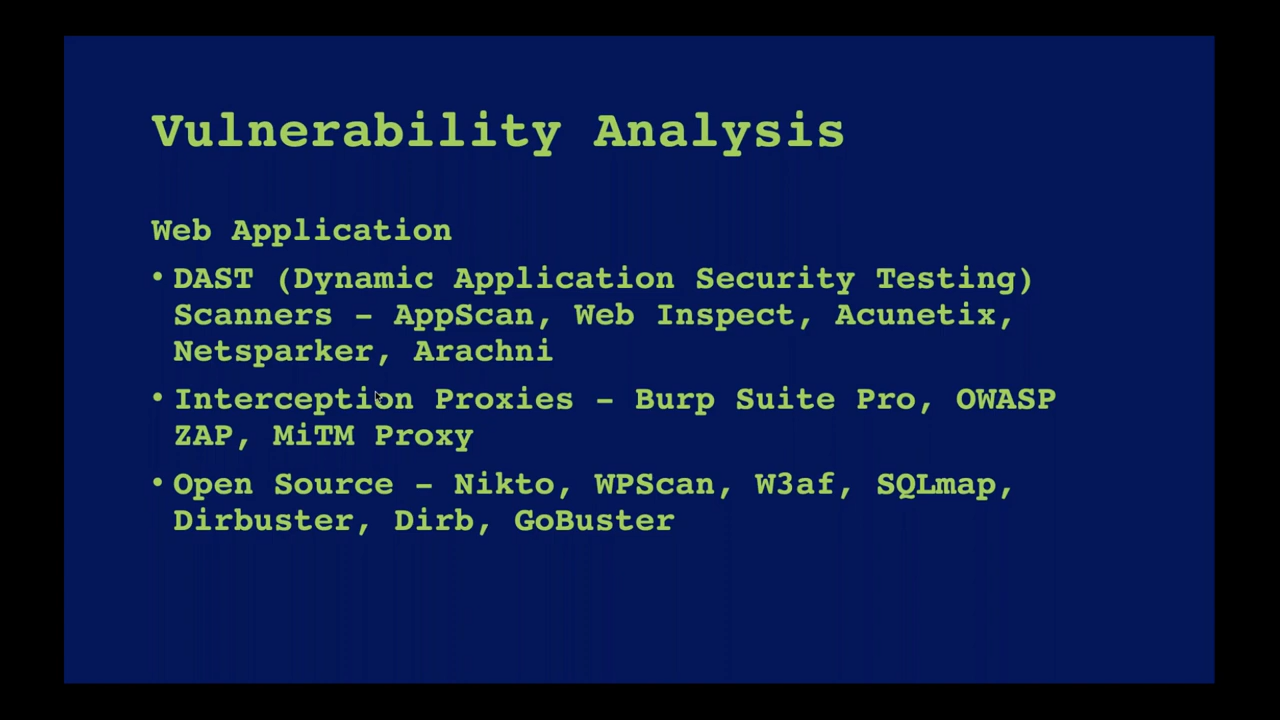 Vulnerability Analysis
Web Application
• DAST (Dynamic Application Security Testing)
Scanners – AppScan, Web Inspect, Acunetix,
Netsparker, Arachni
• Interception Proxies – Burp Suite Pro, OWASP
ZAP, MiTM Proxy
• Open Source – Nikto, WPScan, W3af, SQLmap,
Dirbuster, Dirb, GoBuster